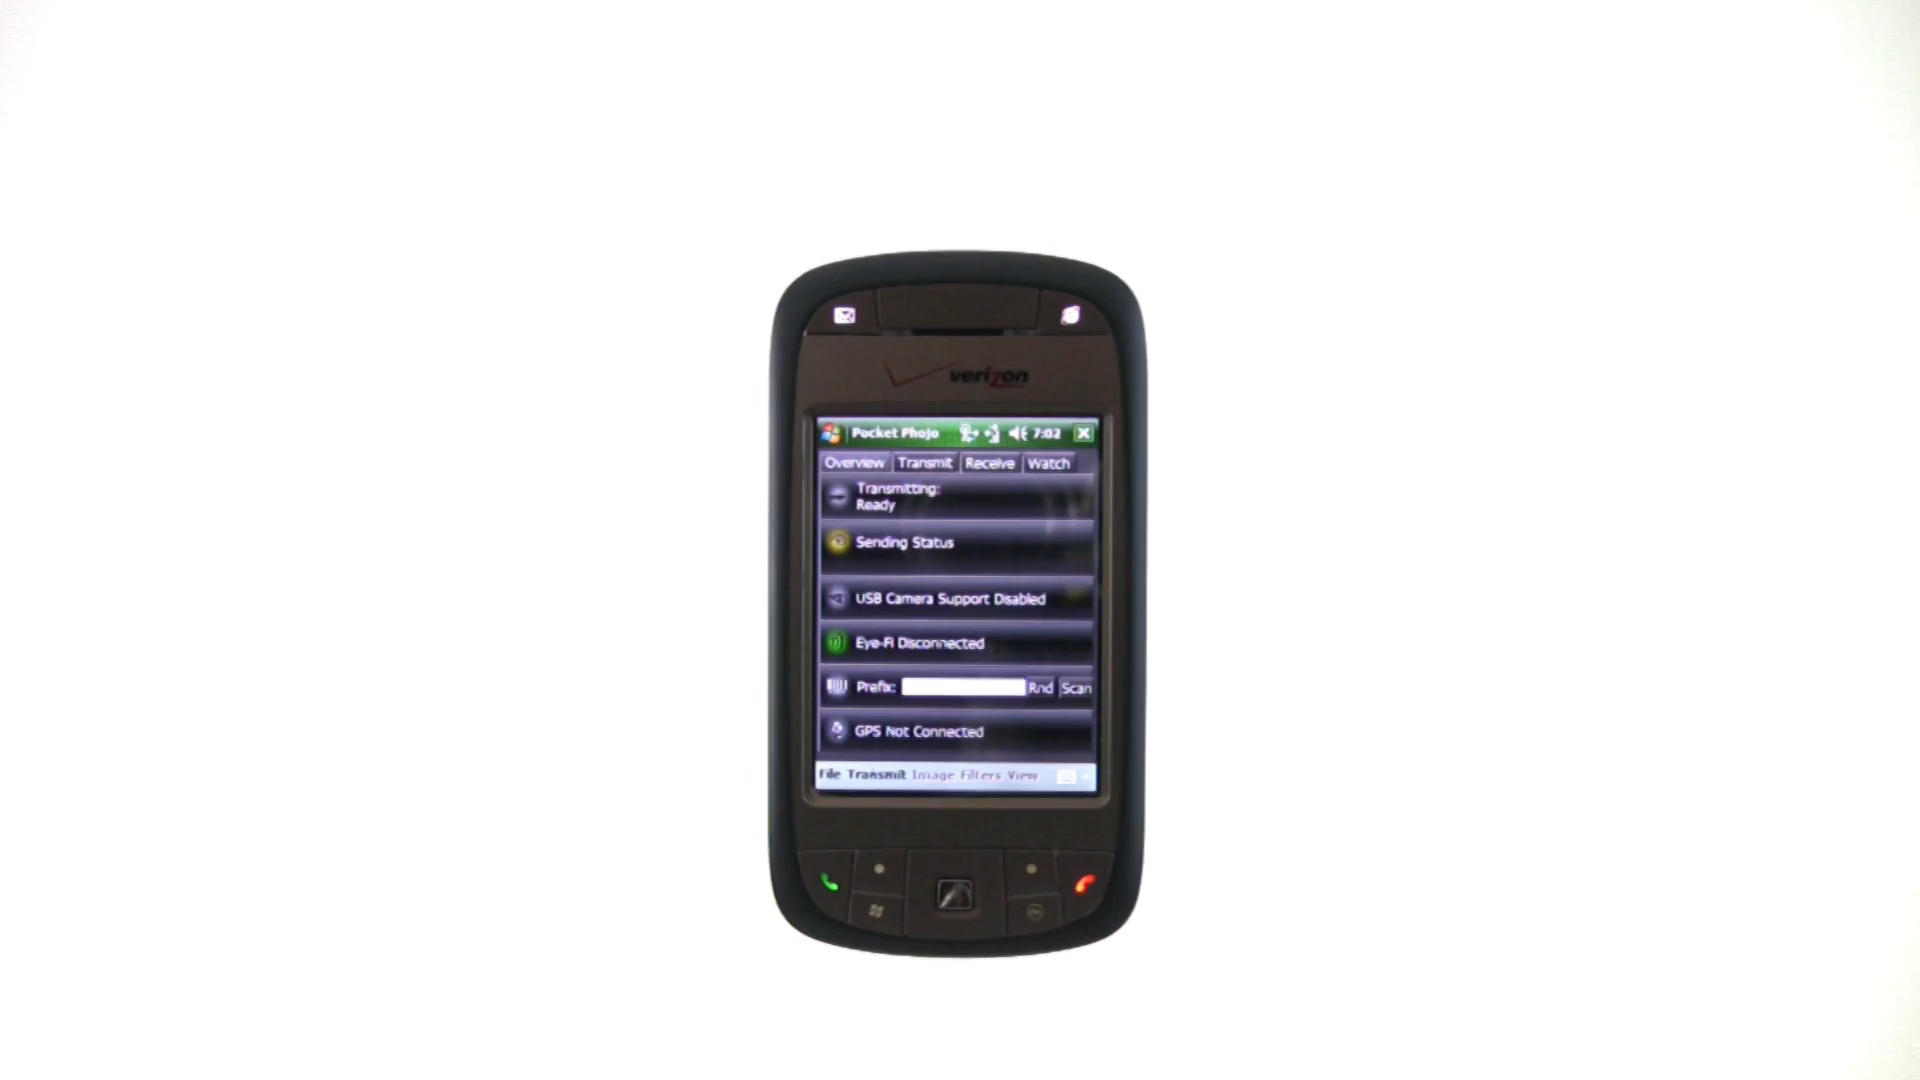 verizon
Pocket Phojo 7:02
Overview Transmit Receive Watch
Transmitting:
Ready
Sending Status
USB Camera Support Disabled
Eye-Fi Disconnected
Prefix: Rnd Scan
GPS Not Connected
File Transmit Image Filters View